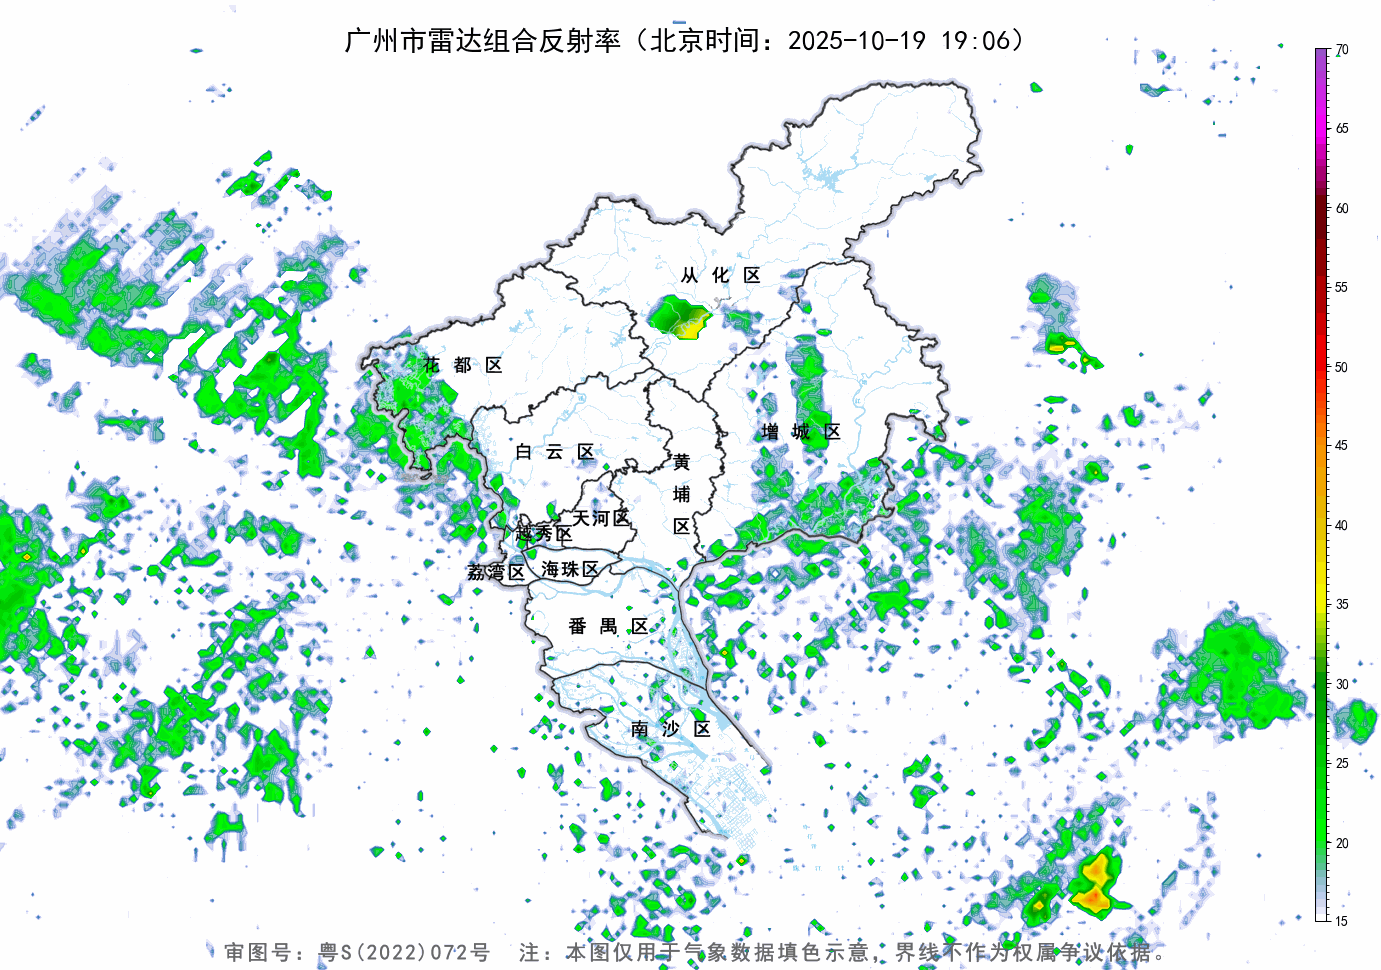 广州市雷达组合反射率（北京时间：2025-10-19 19:06）
70
65
60
55
50
45
40
35
30
25
20
15
从化区
花都区
增城区
白云区
黄埔区
天河区
越秀区
荔湾区
海珠区
番禺区
南沙区
审图号：粤S(2022)072号 注：本图仅用于气象数据填色示意，界线不作为权属争议依据。